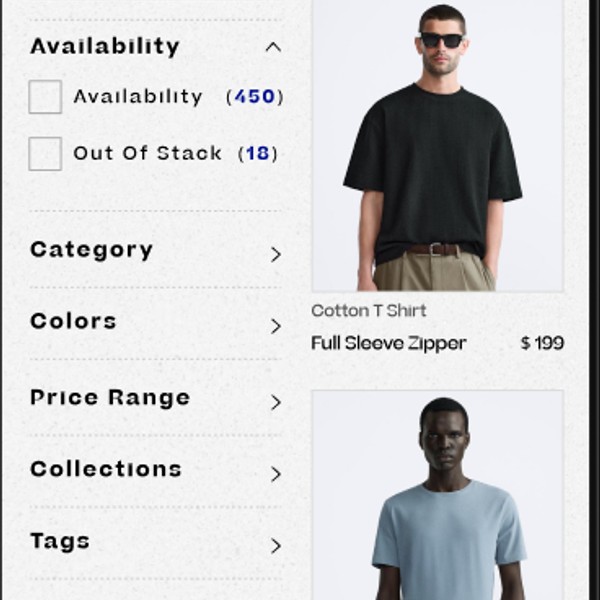 Availability
Availability (450)
Out Of Stack (18)
Category
Colors
Price Range
Collections
Tags
Cotton T Shirt
Full Sleeve Zipper $ 199